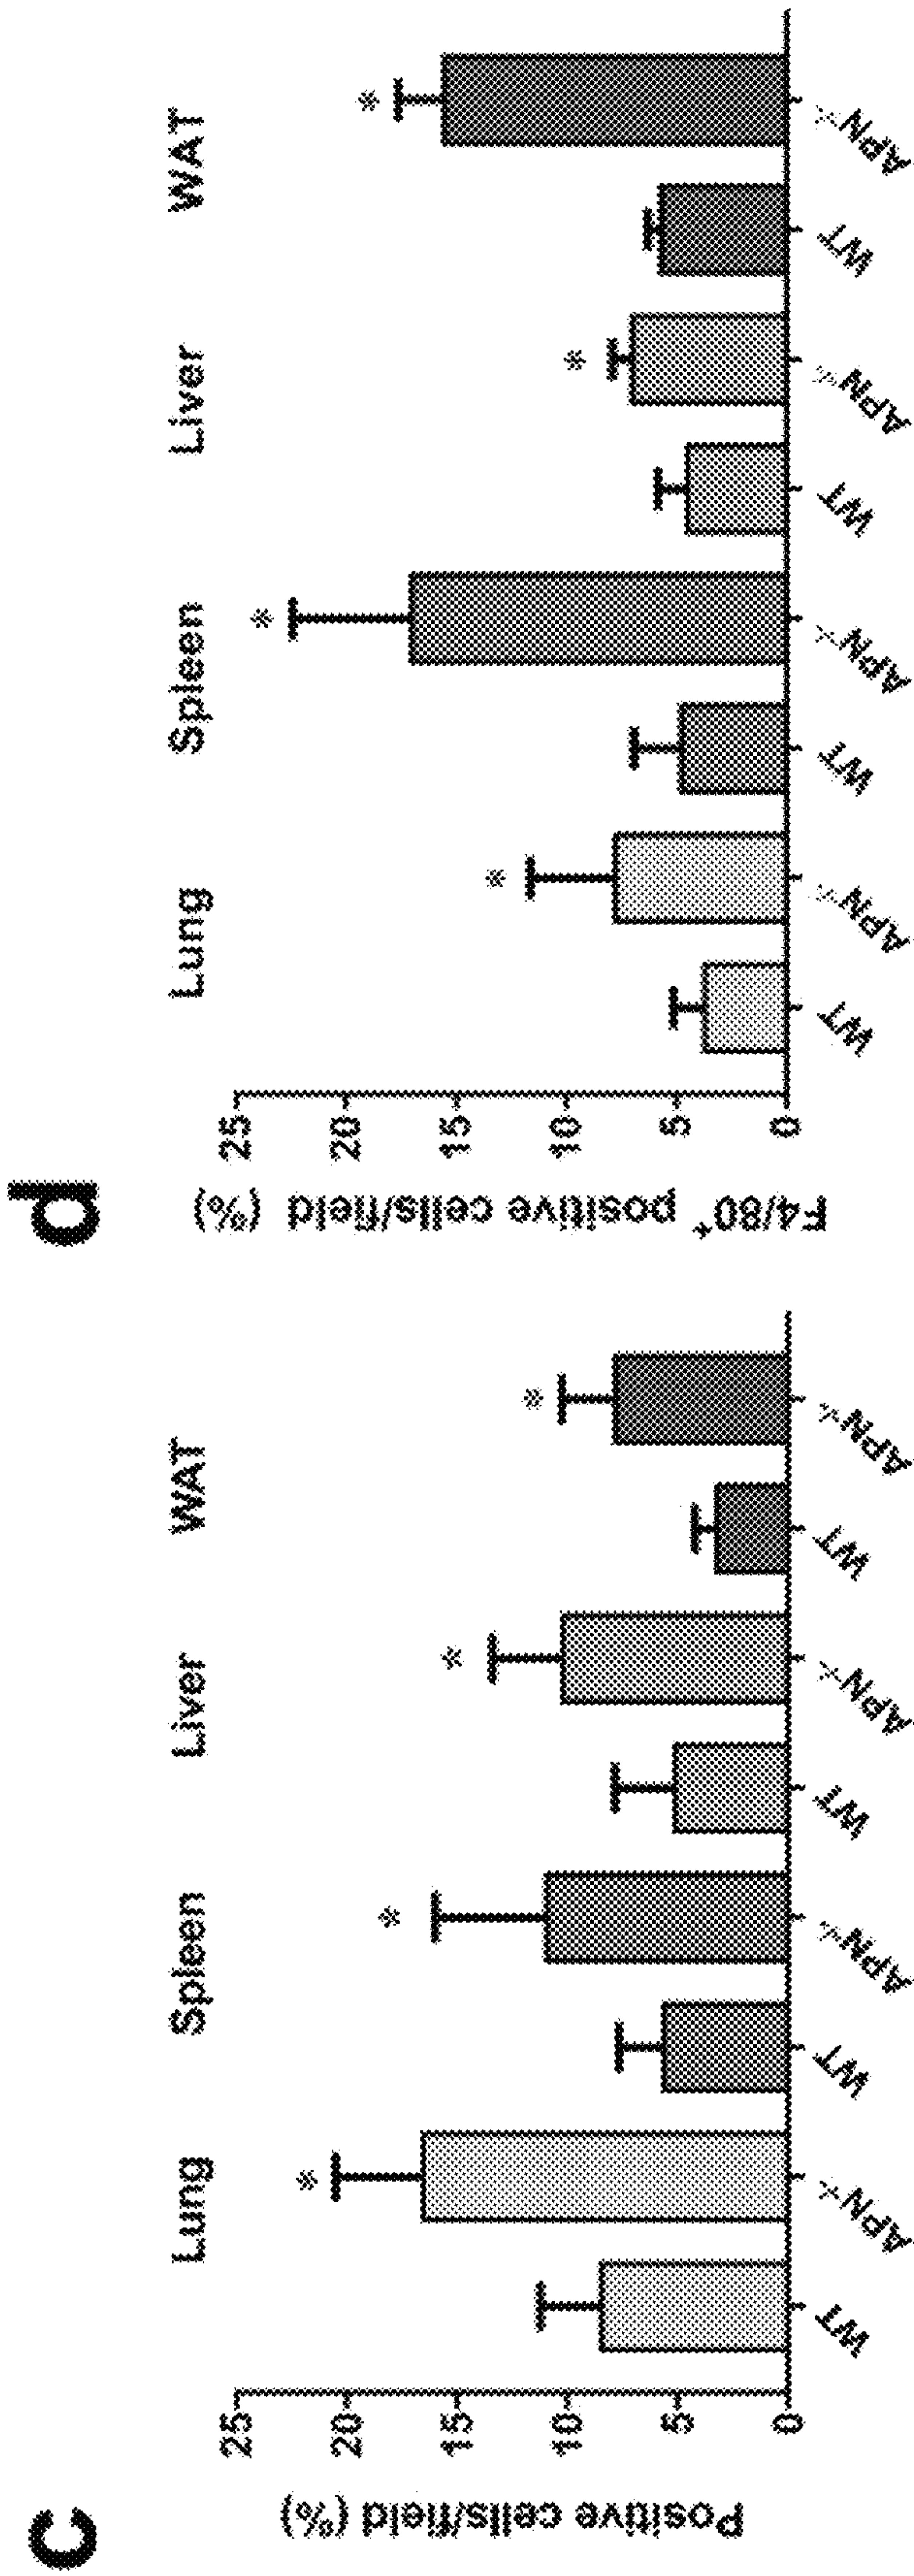 c
Positive cells/field (%)
25
20
15
10
5
0
Lung
Spleen
Liver
WAT
*
*
*
*
WT
APN-/-
WT
APN-/-
WT
APN-/-
WT
APN-/-
d
F4/80+ positive cells/field (%)
25
20
15
10
5
0
Lung
Spleen
Liver
WAT
*
*
*
*
WT
APN-/-
WT
APN-/-
WT
APN-/-
WT
APN-/-